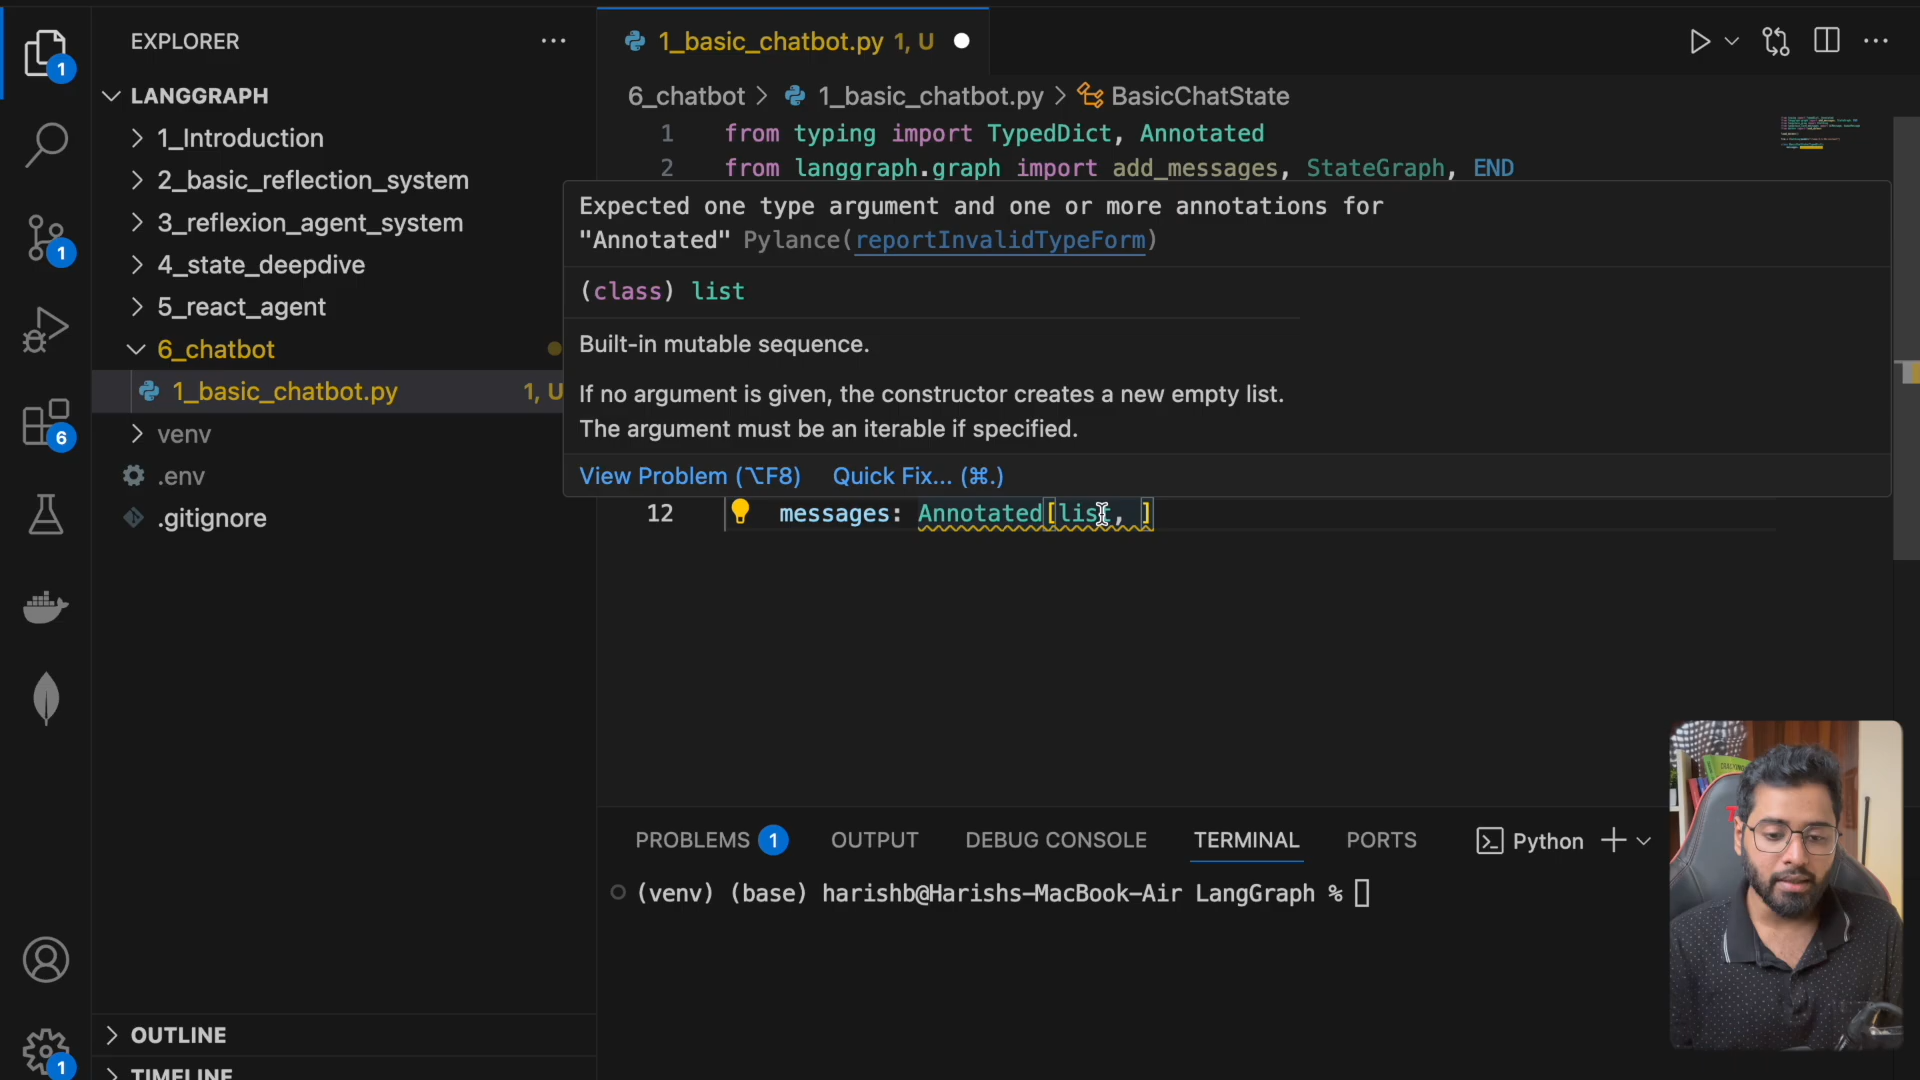 EXPLORER
LANGGRAPH
1_Introduction
2_basic_reflection_system
3_reflexion_agent_system
4_state_deepdive
5_react_agent
6_chatbot
1_basic_chatbot.py 1, U
venv
.env
.gitignore
OUTLINE
TIMELINE
1
1
6
1
1_basic_chatbot.py 1, U
6_chatbot > 1_basic_chatbot.py > BasicChatState
1 from typing import TypedDict, Annotated
2 from langgraph.graph import add_messages, StateGraph, END
Expected one type argument and one or more annotations for
"Annotated" Pylance(reportInvalidTypeForm)
(class) list
Built-in mutable sequence.
If no argument is given, the constructor creates a new empty list.
The argument must be an iterable if specified.
View Problem (⌥F8) Quick Fix... (⌘.)
12 messages: Annotated[list, ]
PROBLEMS 1 OUTPUT DEBUG CONSOLE TERMINAL PORTS Python
(venv) (base) harishb@Harishs-MacBook-Air LangGraph %